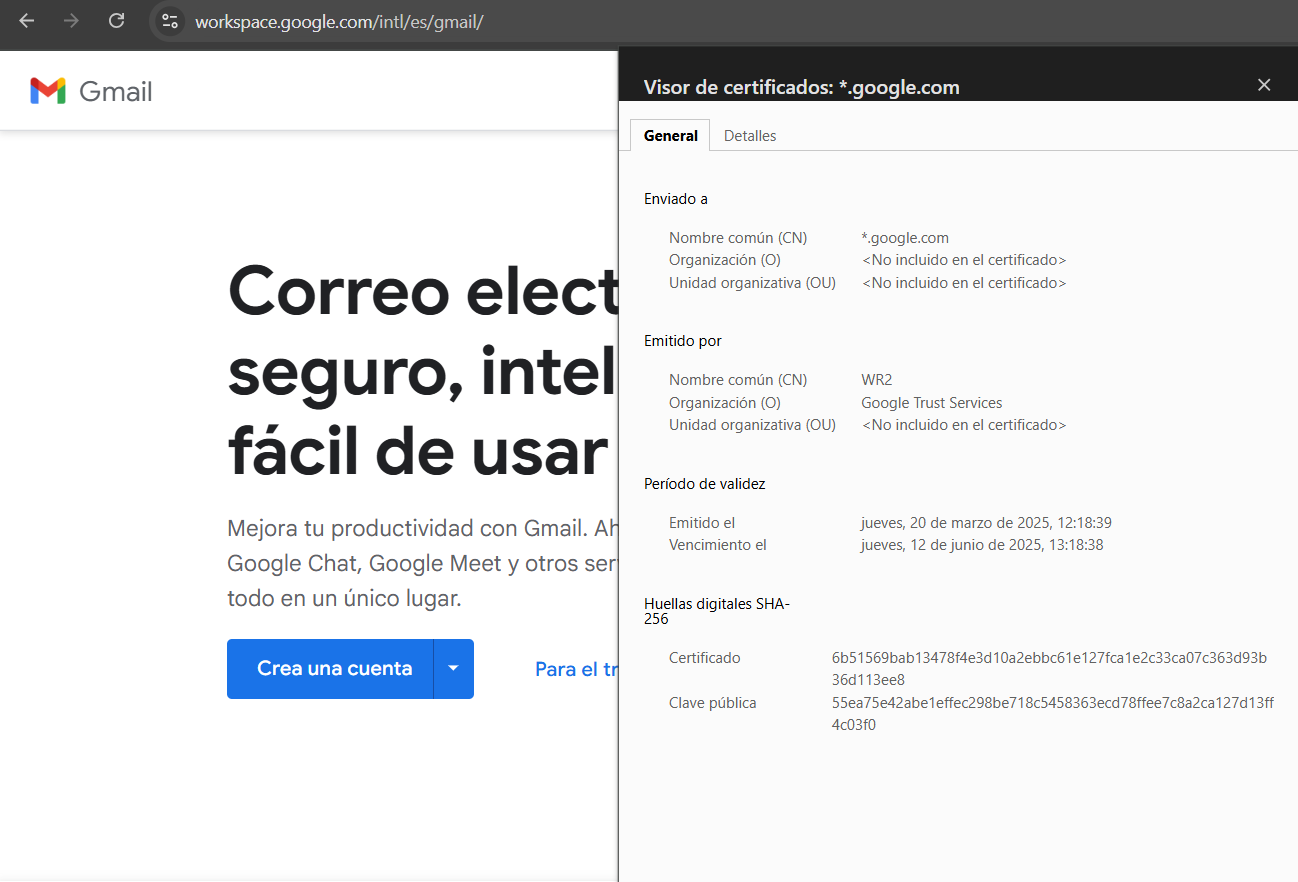 workspace.google.com/intl/es/gmail/
Gmail
Correo elect
seguro, intel
fácil de usar
Mejora tu productividad con Gmail. Ah
Google Chat, Google Meet y otros ser
todo en un único lugar.
Crea una cuenta
Para el tr
Visor de certificados: *.google.com
General Detalles
Enviado a
Nombre común (CN) *.google.com
Organización (O) <No incluido en el certificado>
Unidad organizativa (OU) <No incluido en el certificado>
Emitido por
Nombre común (CN) WR2
Organización (O) Google Trust Services
Unidad organizativa (OU) <No incluido en el certificado>
Período de validez
Emitido el jueves, 20 de marzo de 2025, 12:18:39
Vencimiento el jueves, 12 de junio de 2025, 13:18:38
Huellas digitales SHA-
256
Certificado 6b51569bab13478f4e3d10a2ebbc61e127fca1e2c33ca07c363d93b
36d113ee8
Clave pública 55ea75e42abe1effec298be718c5458363ecd78ffee7c8a2ca127d13ff
4c03f0